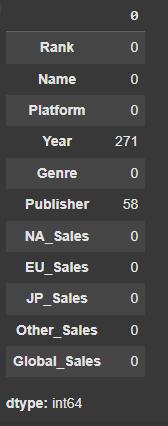 0
Rank 0
Name 0
Platform 0
Year 271
Genre 0
Publisher 58
NA_Sales 0
EU_Sales 0
JP_Sales 0
Other_Sales 0
Global_Sales 0
dtype: int64